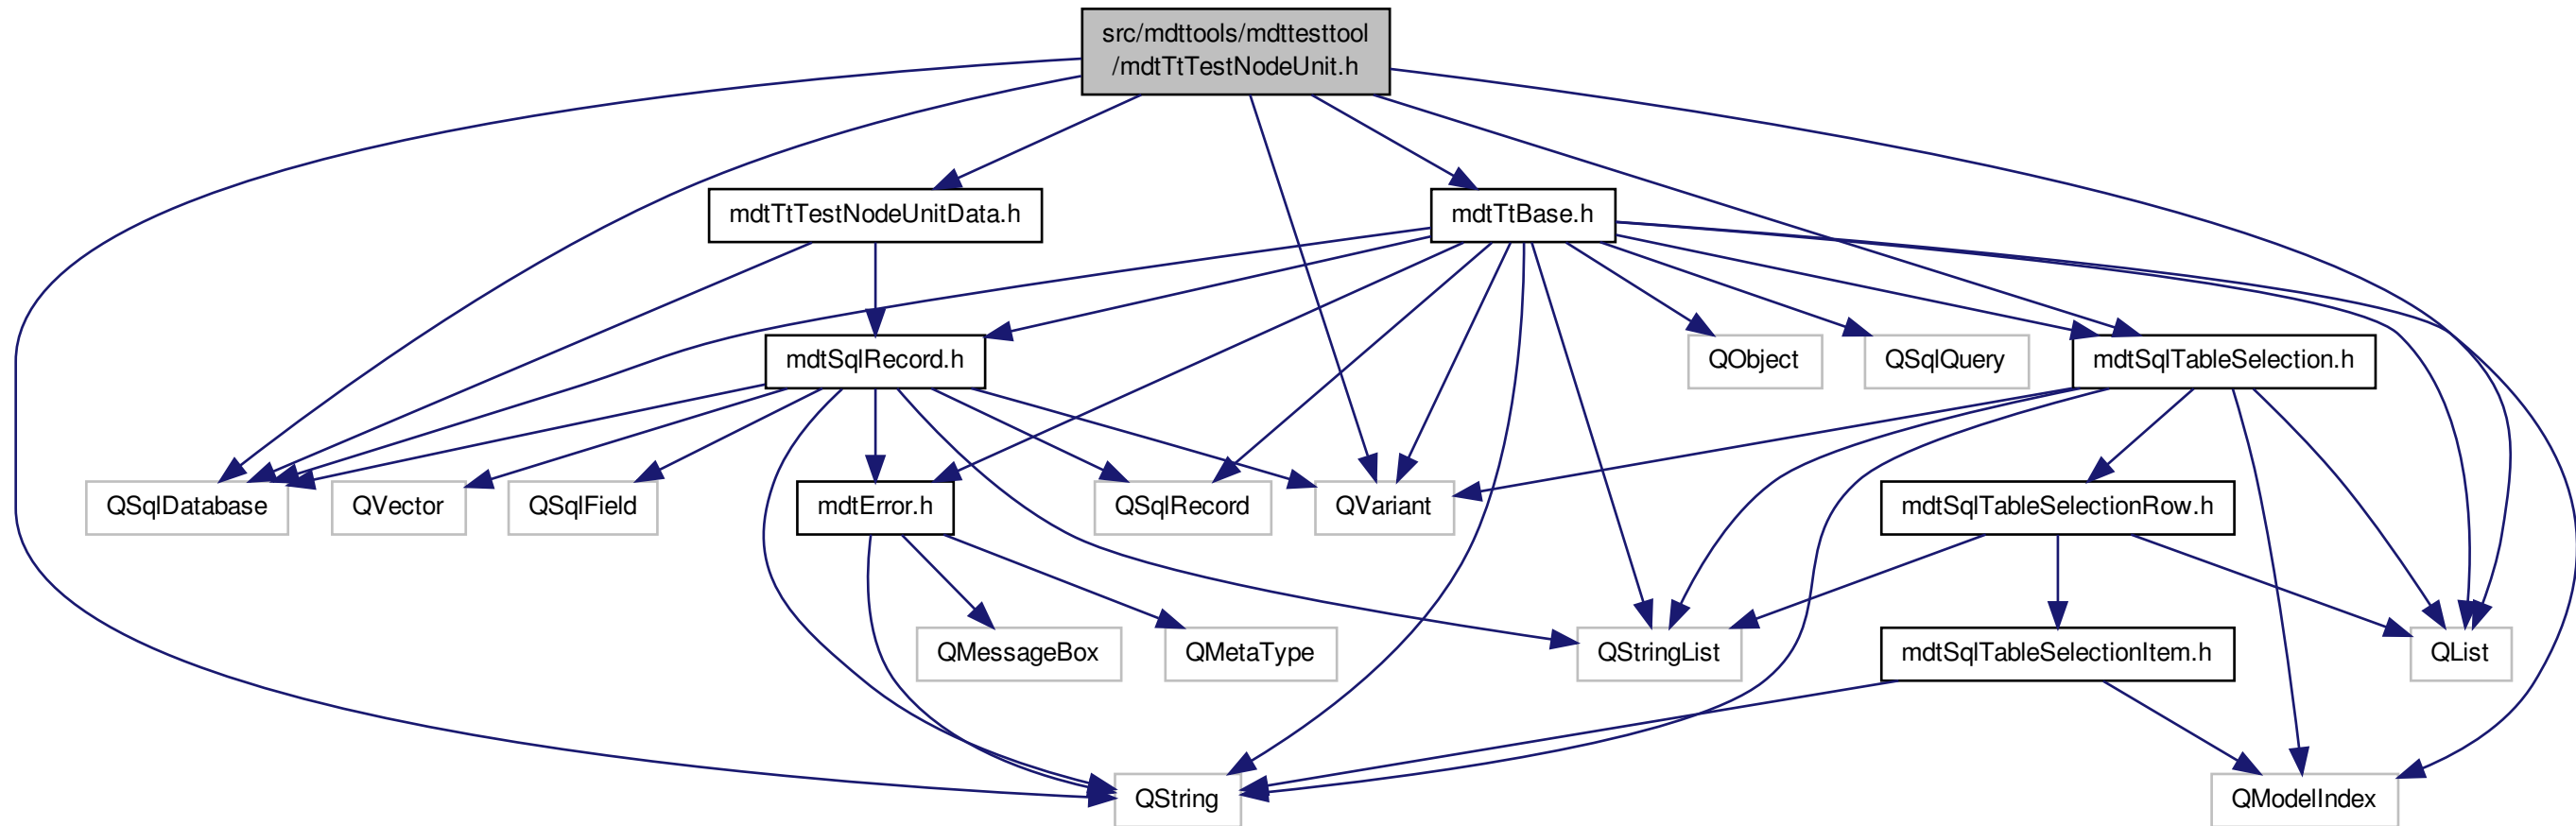 src/mdttools/mdttesttool
/mdtTtTestNodeUnit.h
mdtTtTestNodeUnitData.h
mdtTtBase.h
mdtSqlRecord.h
QObject
QSqlQuery
mdtSqlTableSelection.h
QSqlDatabase
QVector
QSqlField
mdtError.h
QSqlRecord
QVariant
mdtSqlTableSelectionRow.h
QMessageBox
QMetaType
QStringList
mdtSqlTableSelectionItem.h
QList
QString
QModelIndex